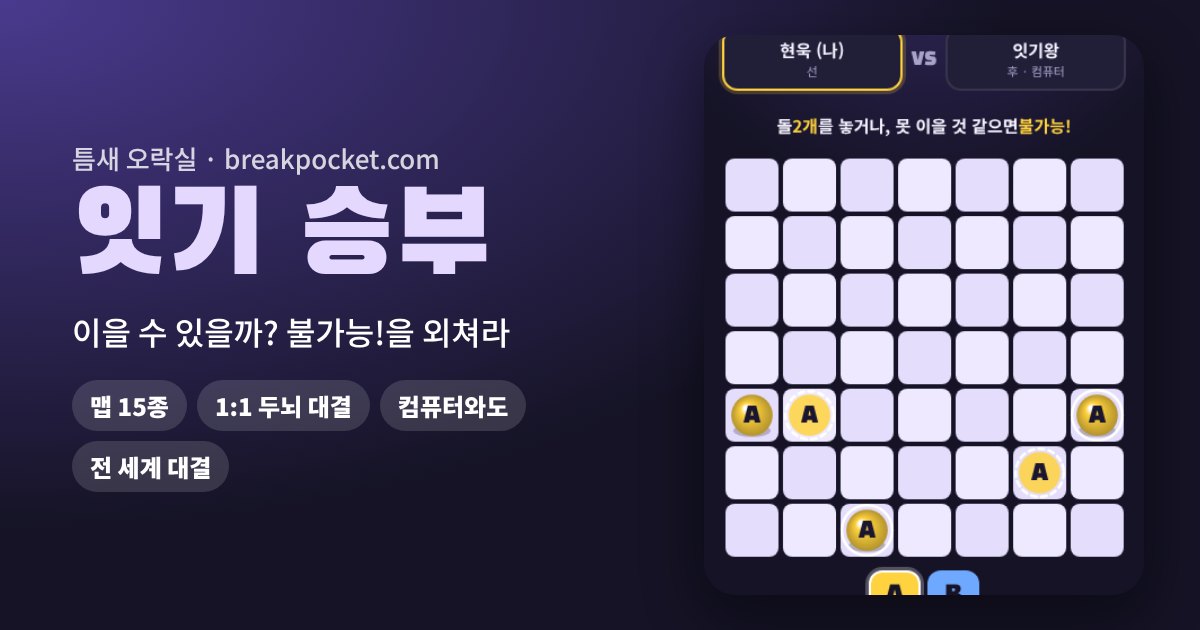 틈새 오락실 · breakpocket.com
잇기 승부
이을 수 있을까? 불가능!을 외쳐라
맵 15종
1:1 두뇌 대결
컴퓨터와도
전 세계 대결
현욱 (나)
선
VS
잇기왕
후 · 컴퓨터
돌2개를 놓거나, 못 이을 것 같으면불가능!
A
A
A
A
A
A
B